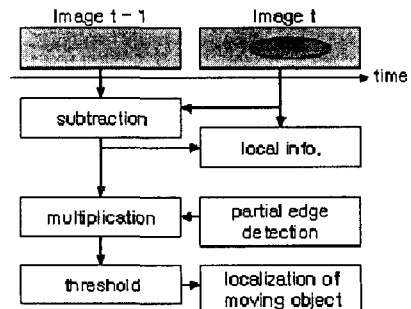 Image t - 1
Image t
time
subtraction
local info.
multiplication
partial edge
detection
threshold
localization of
moving object